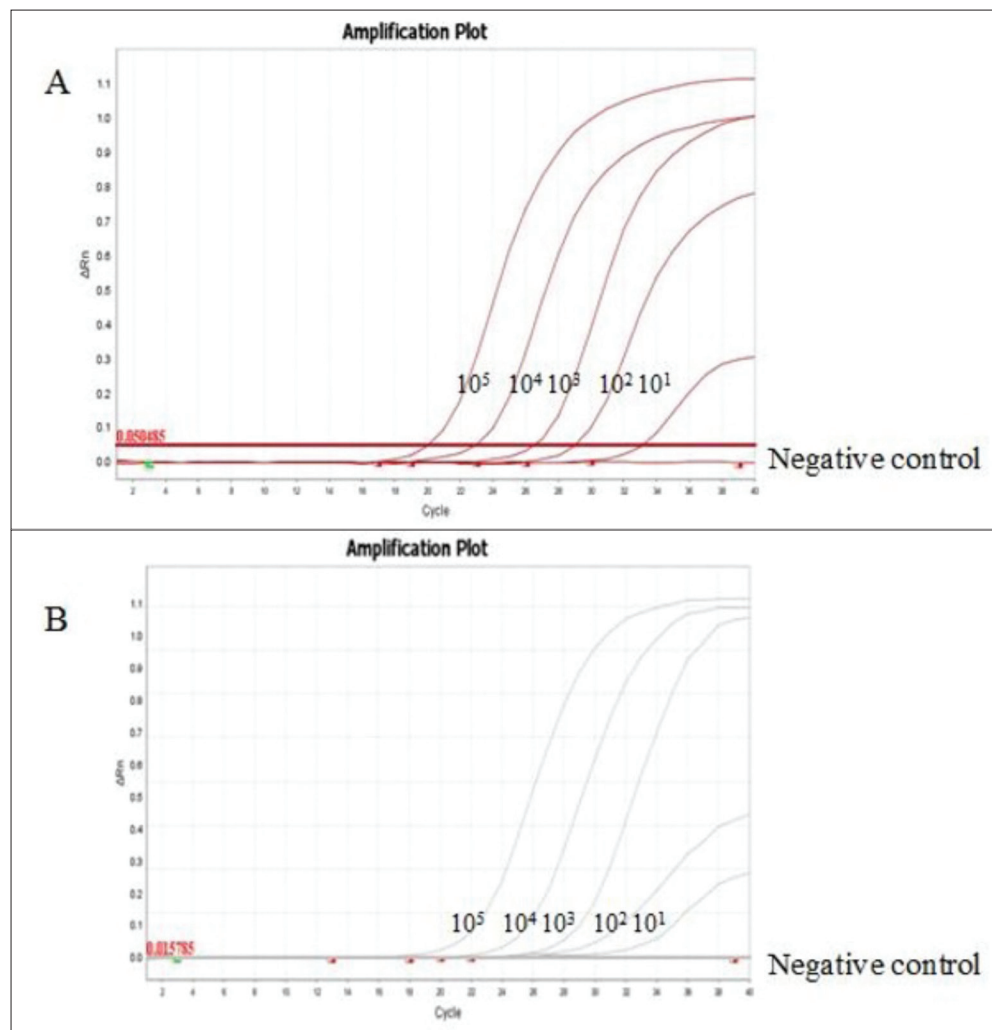 Amplification Plot
A
1.1
1.0
0.9
0.8
0.7
0.6
0.5
0.4
0.3
0.2
0.1
0.0
ΔRn
10⁵ 10⁴ 10³ 10² 10¹
0.050485
Negative control
2 4 6 8 10 12 14 16 18 20 22 24 26 28 30 32 34 36 38 40
Cycle
Amplification Plot
B
1.1
1.0
0.9
0.8
0.7
0.6
0.5
0.4
0.3
0.2
0.1
0.0
ΔRn
10⁵ 10⁴ 10³ 10² 10¹
0.015785
Negative control
2 4 6 8 10 12 14 16 18 20 22 24 26 28 30 32 34 36 38 40
Cycle